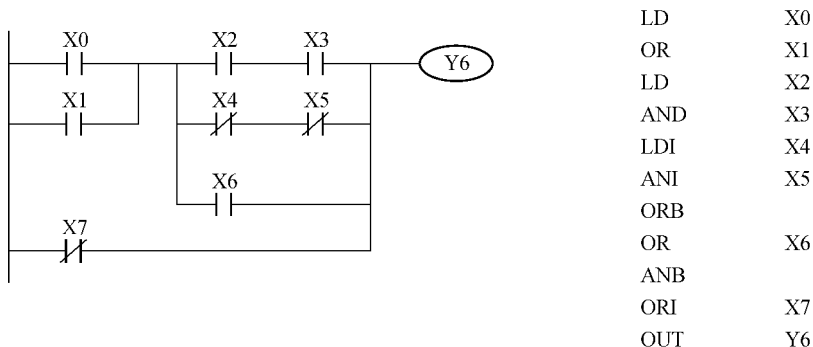 X0
X2
X3
Y6
X1
X4
X5
X6
X7
LD X0
OR X1
LD X2
AND X3
LDI X4
ANI X5
ORB
OR X6
ANB
ORI X7
OUT Y6